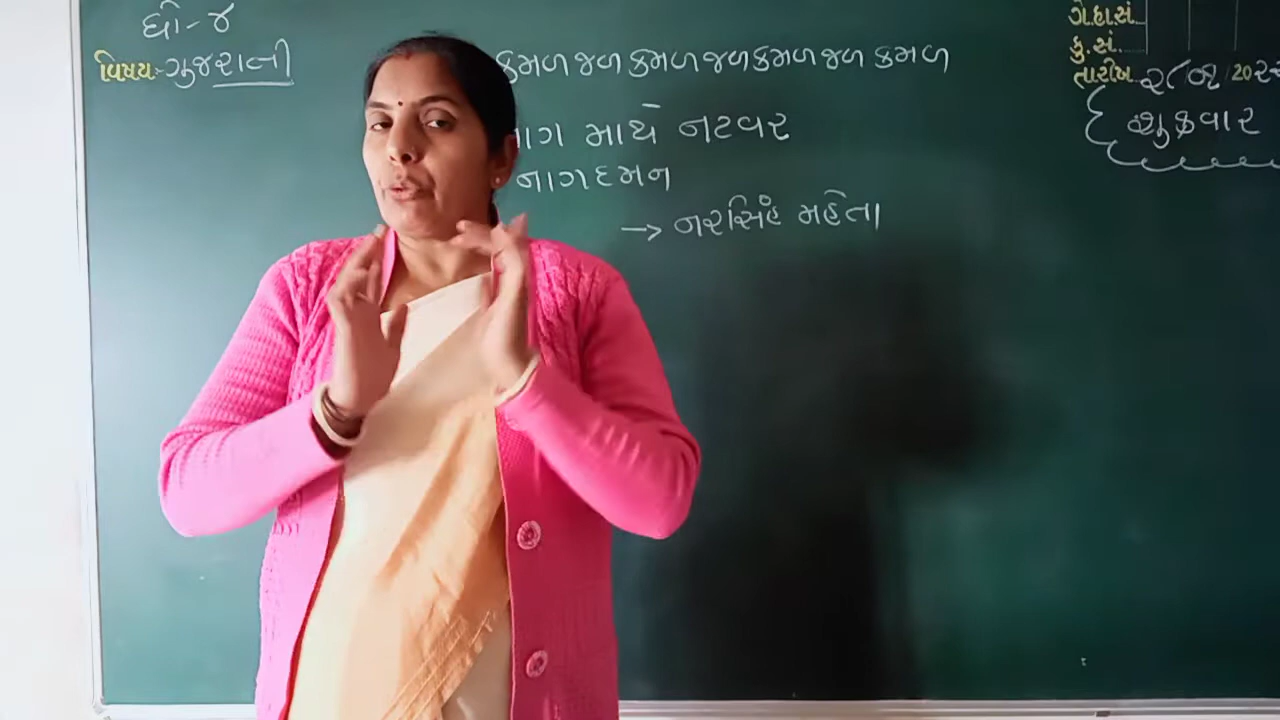 ધો-૪
વિષય:- ગુજરાતી
કમળ જળ કમળ જળ કમળ જળ કમળ
નાગ માથે નટવર
નાગદમન
→ નરસિંહ મહેતા
ગે.હા.સં.
કુ.સં.
તારીખ
શુક્રવાર